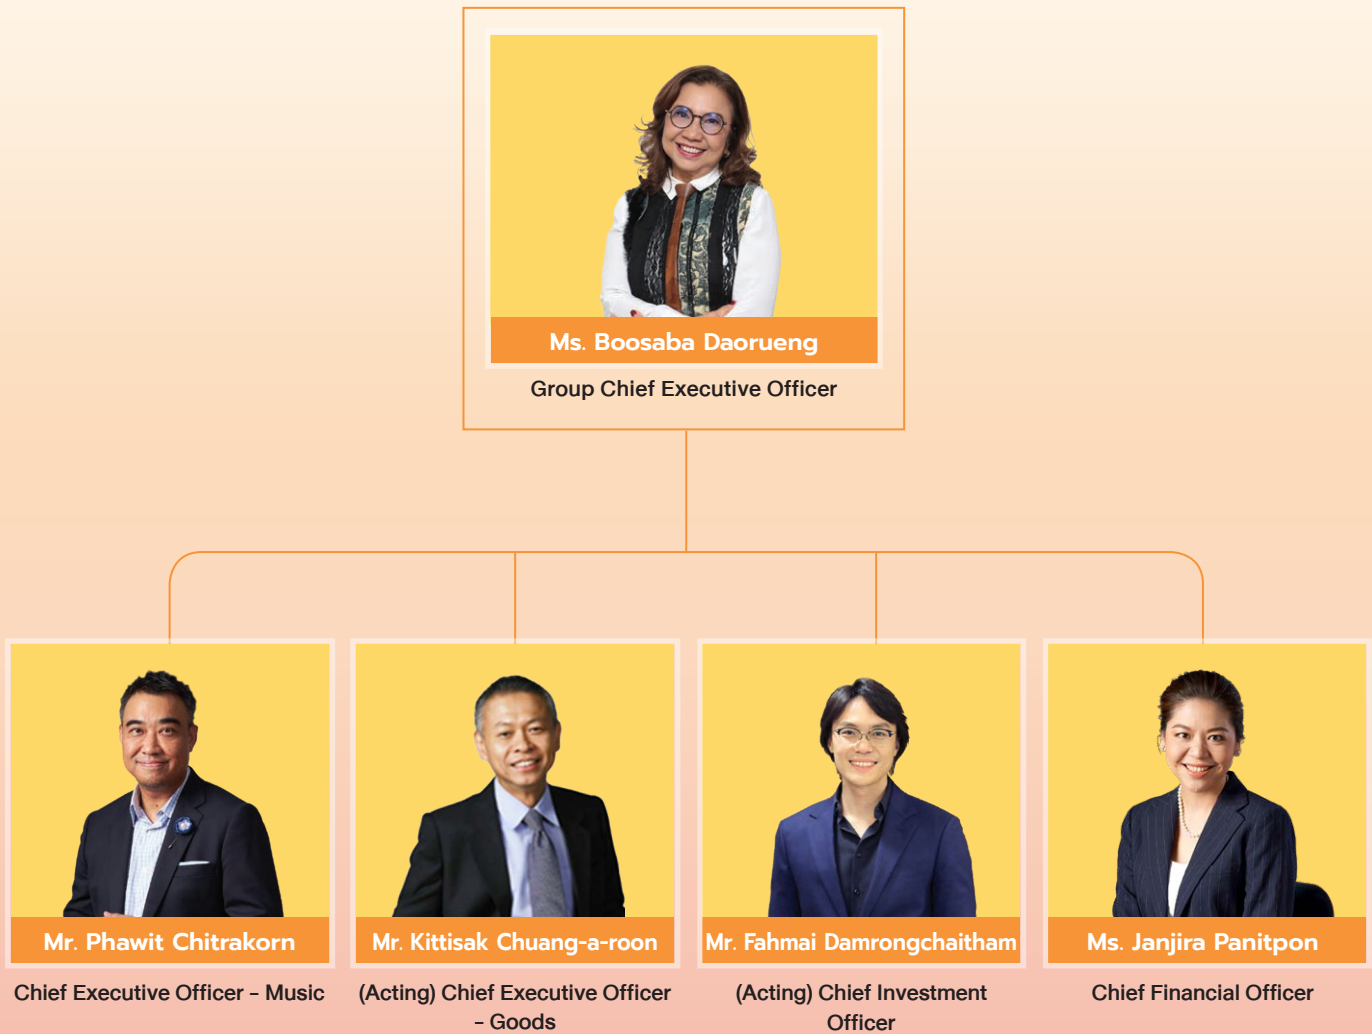 Ms. Boosaba Daorueng
Group Chief Executive Officer
Mr. Phawit Chitrakorn
Chief Executive Officer – Music
Mr. Kittisak Chuang-a-roon
(Acting) Chief Executive Officer
– Goods
Mr. Fahmai Damrongchaitham
(Acting) Chief Investment
Officer
Ms. Janjira Panitpon
Chief Financial Officer